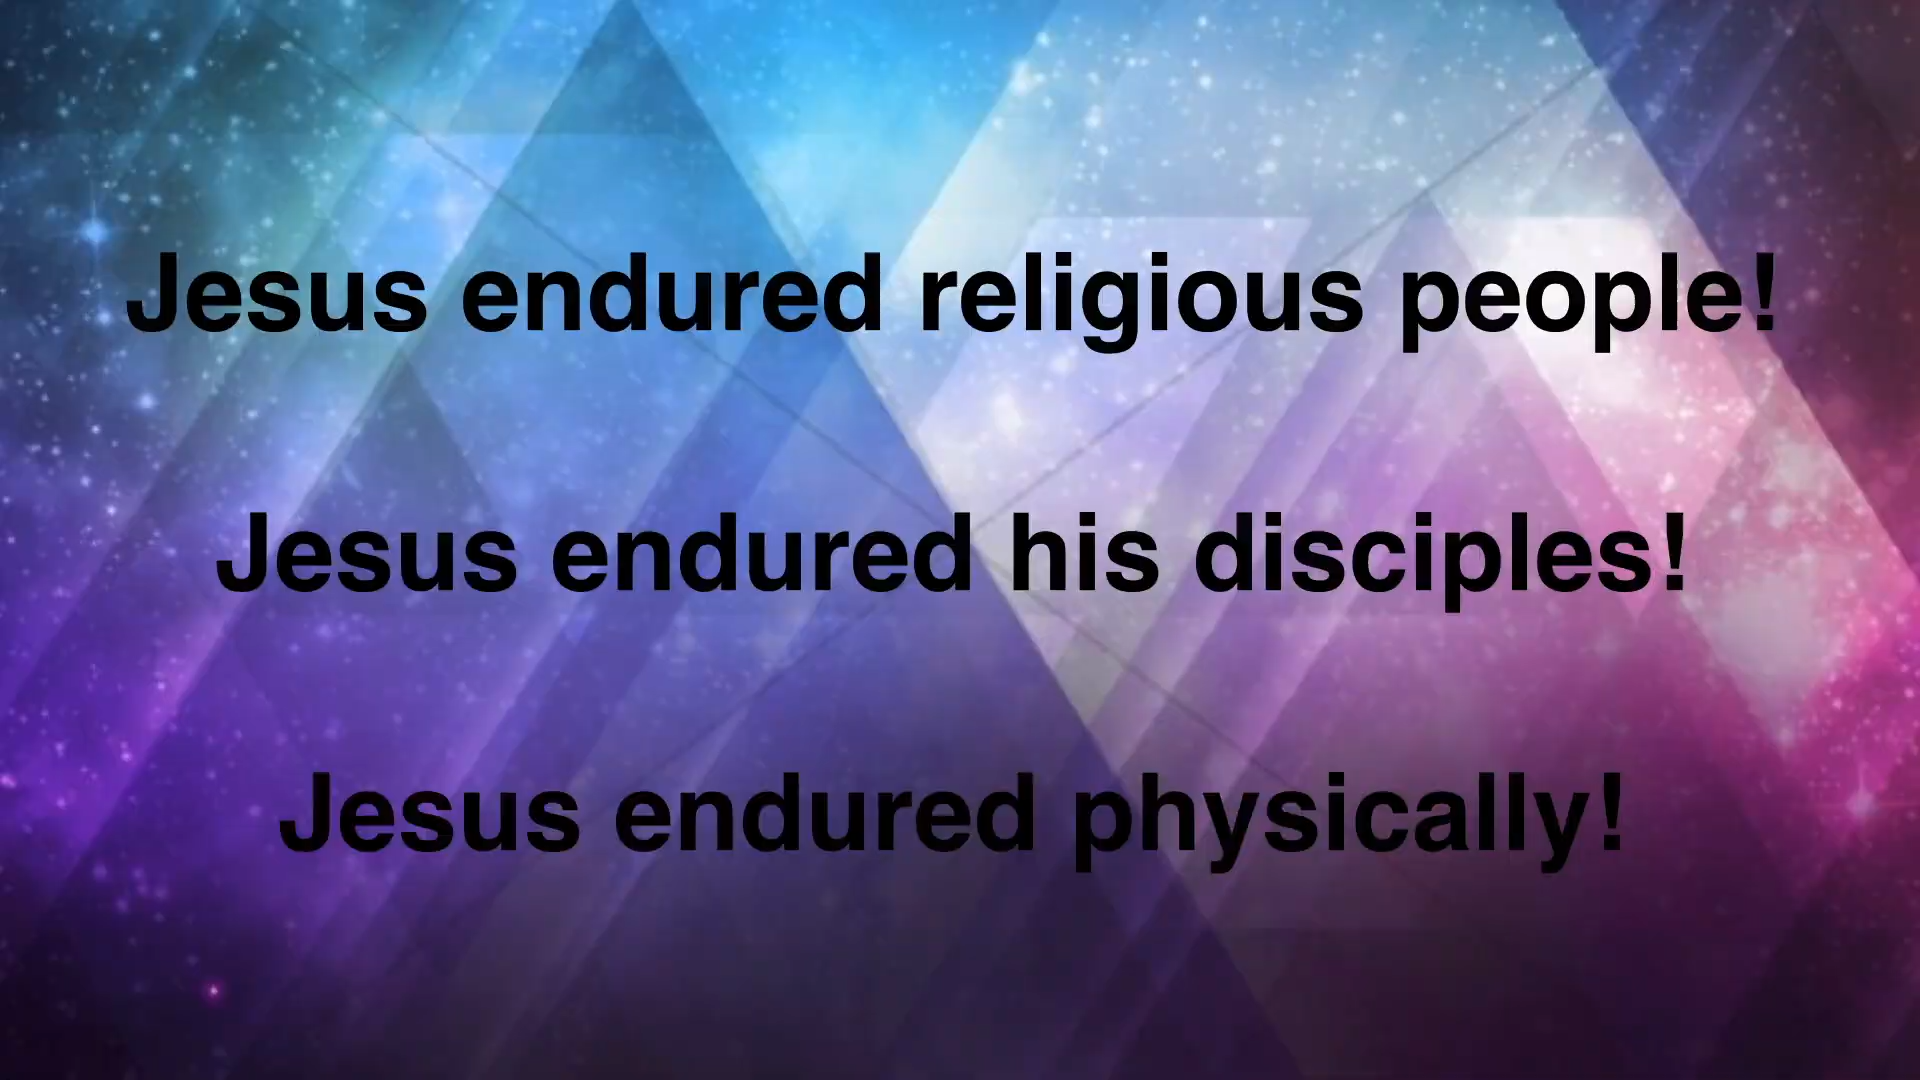 Jesus endured religious people!
Jesus endured his disciples!
Jesus endured physically!